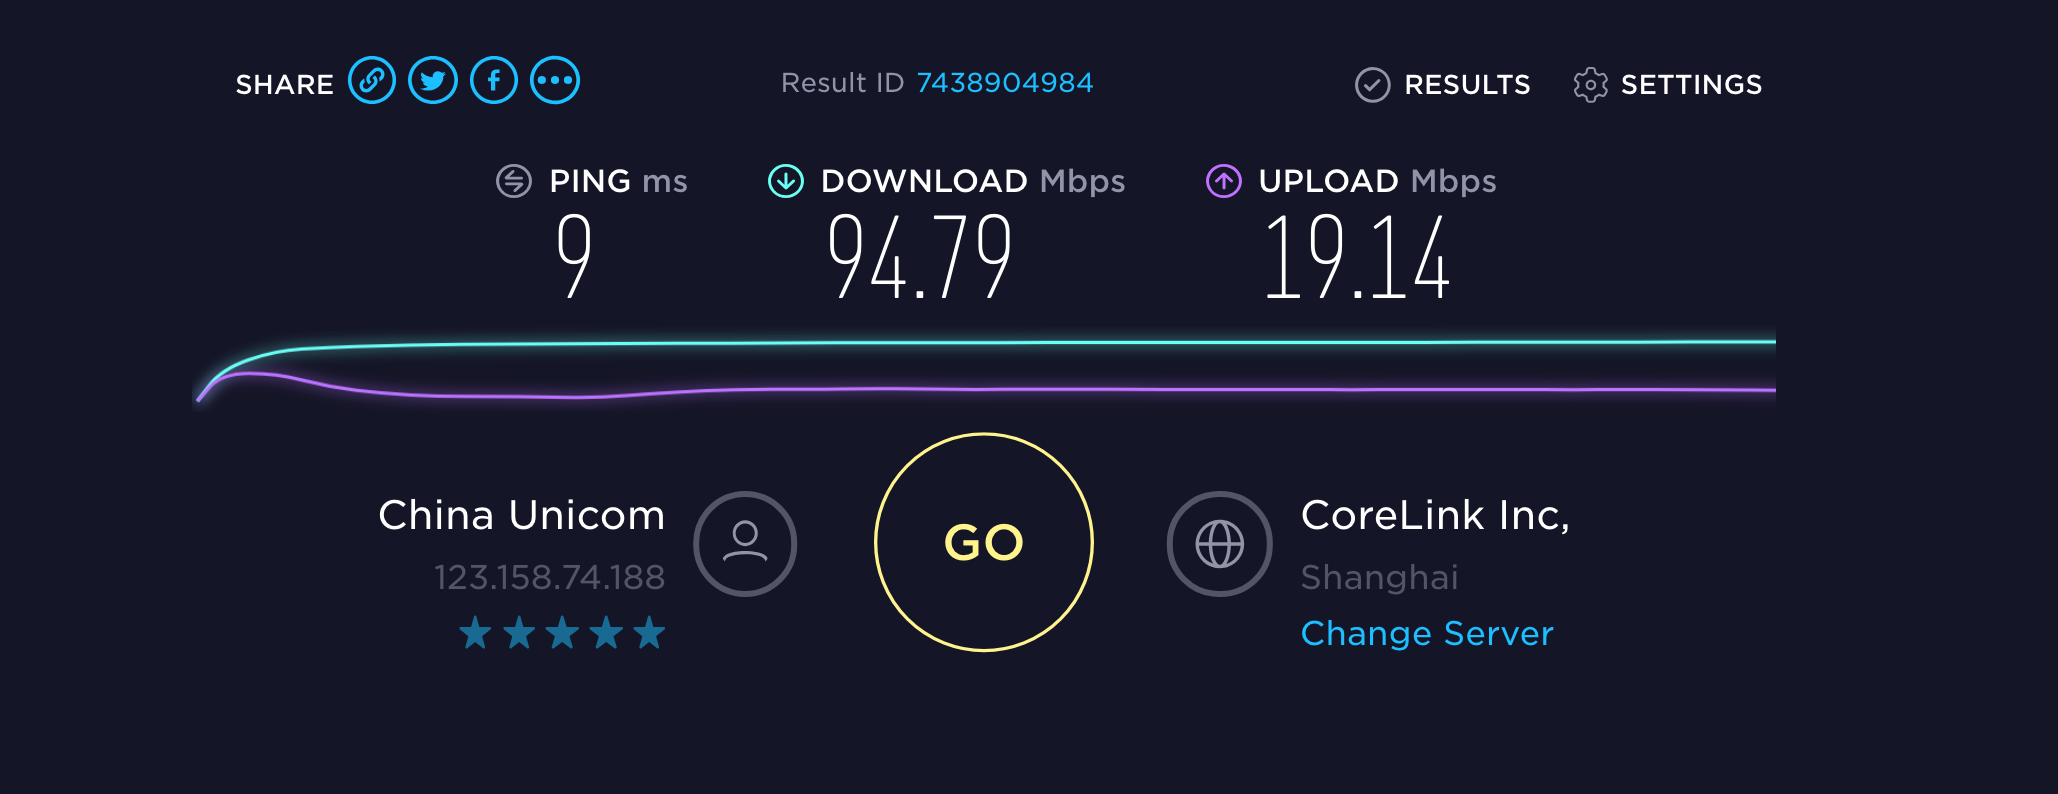 SHARE Result ID 7438904984 RESULTS SETTINGS
PING ms DOWNLOAD Mbps UPLOAD Mbps
9 94.79 19.14
China Unicom GO CoreLink Inc,
123.158.74.188 Shanghai
Change Server